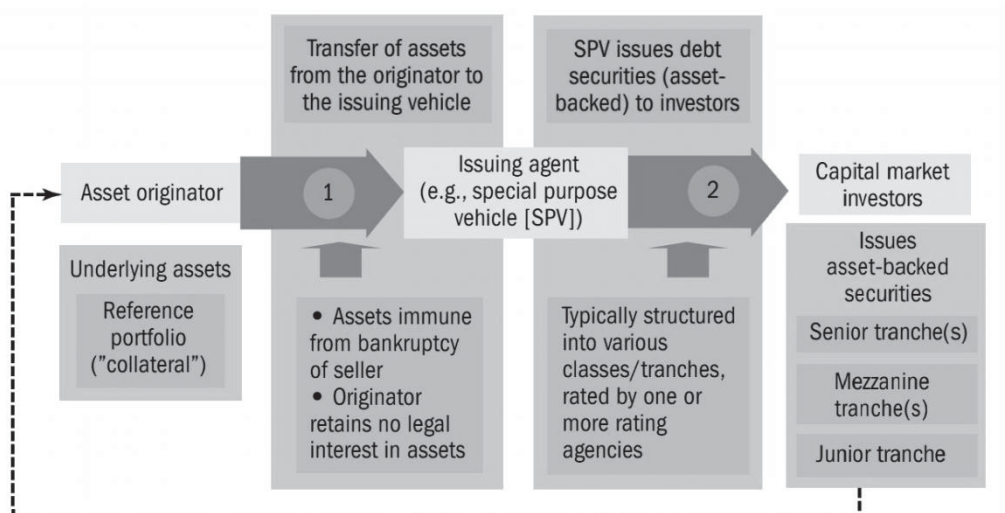 Transfer of assets
from the originator to
the issuing vehicle
SPV issues debt
securities (asset-
backed) to investors
Asset originator
1
Issuing agent
(e.g., special purpose
vehicle [SPV])
2
Capital market
investors
Underlying assets
Reference
portfolio
(”collateral”)
• Assets immune
from bankruptcy
of seller
• Originator
retains no legal
interest in assets
Typically structured
into various
classes/tranches,
rated by one or
more rating
agencies
Issues
asset-backed
securities
Senior tranche(s)
Mezzanine
tranche(s)
Junior tranche